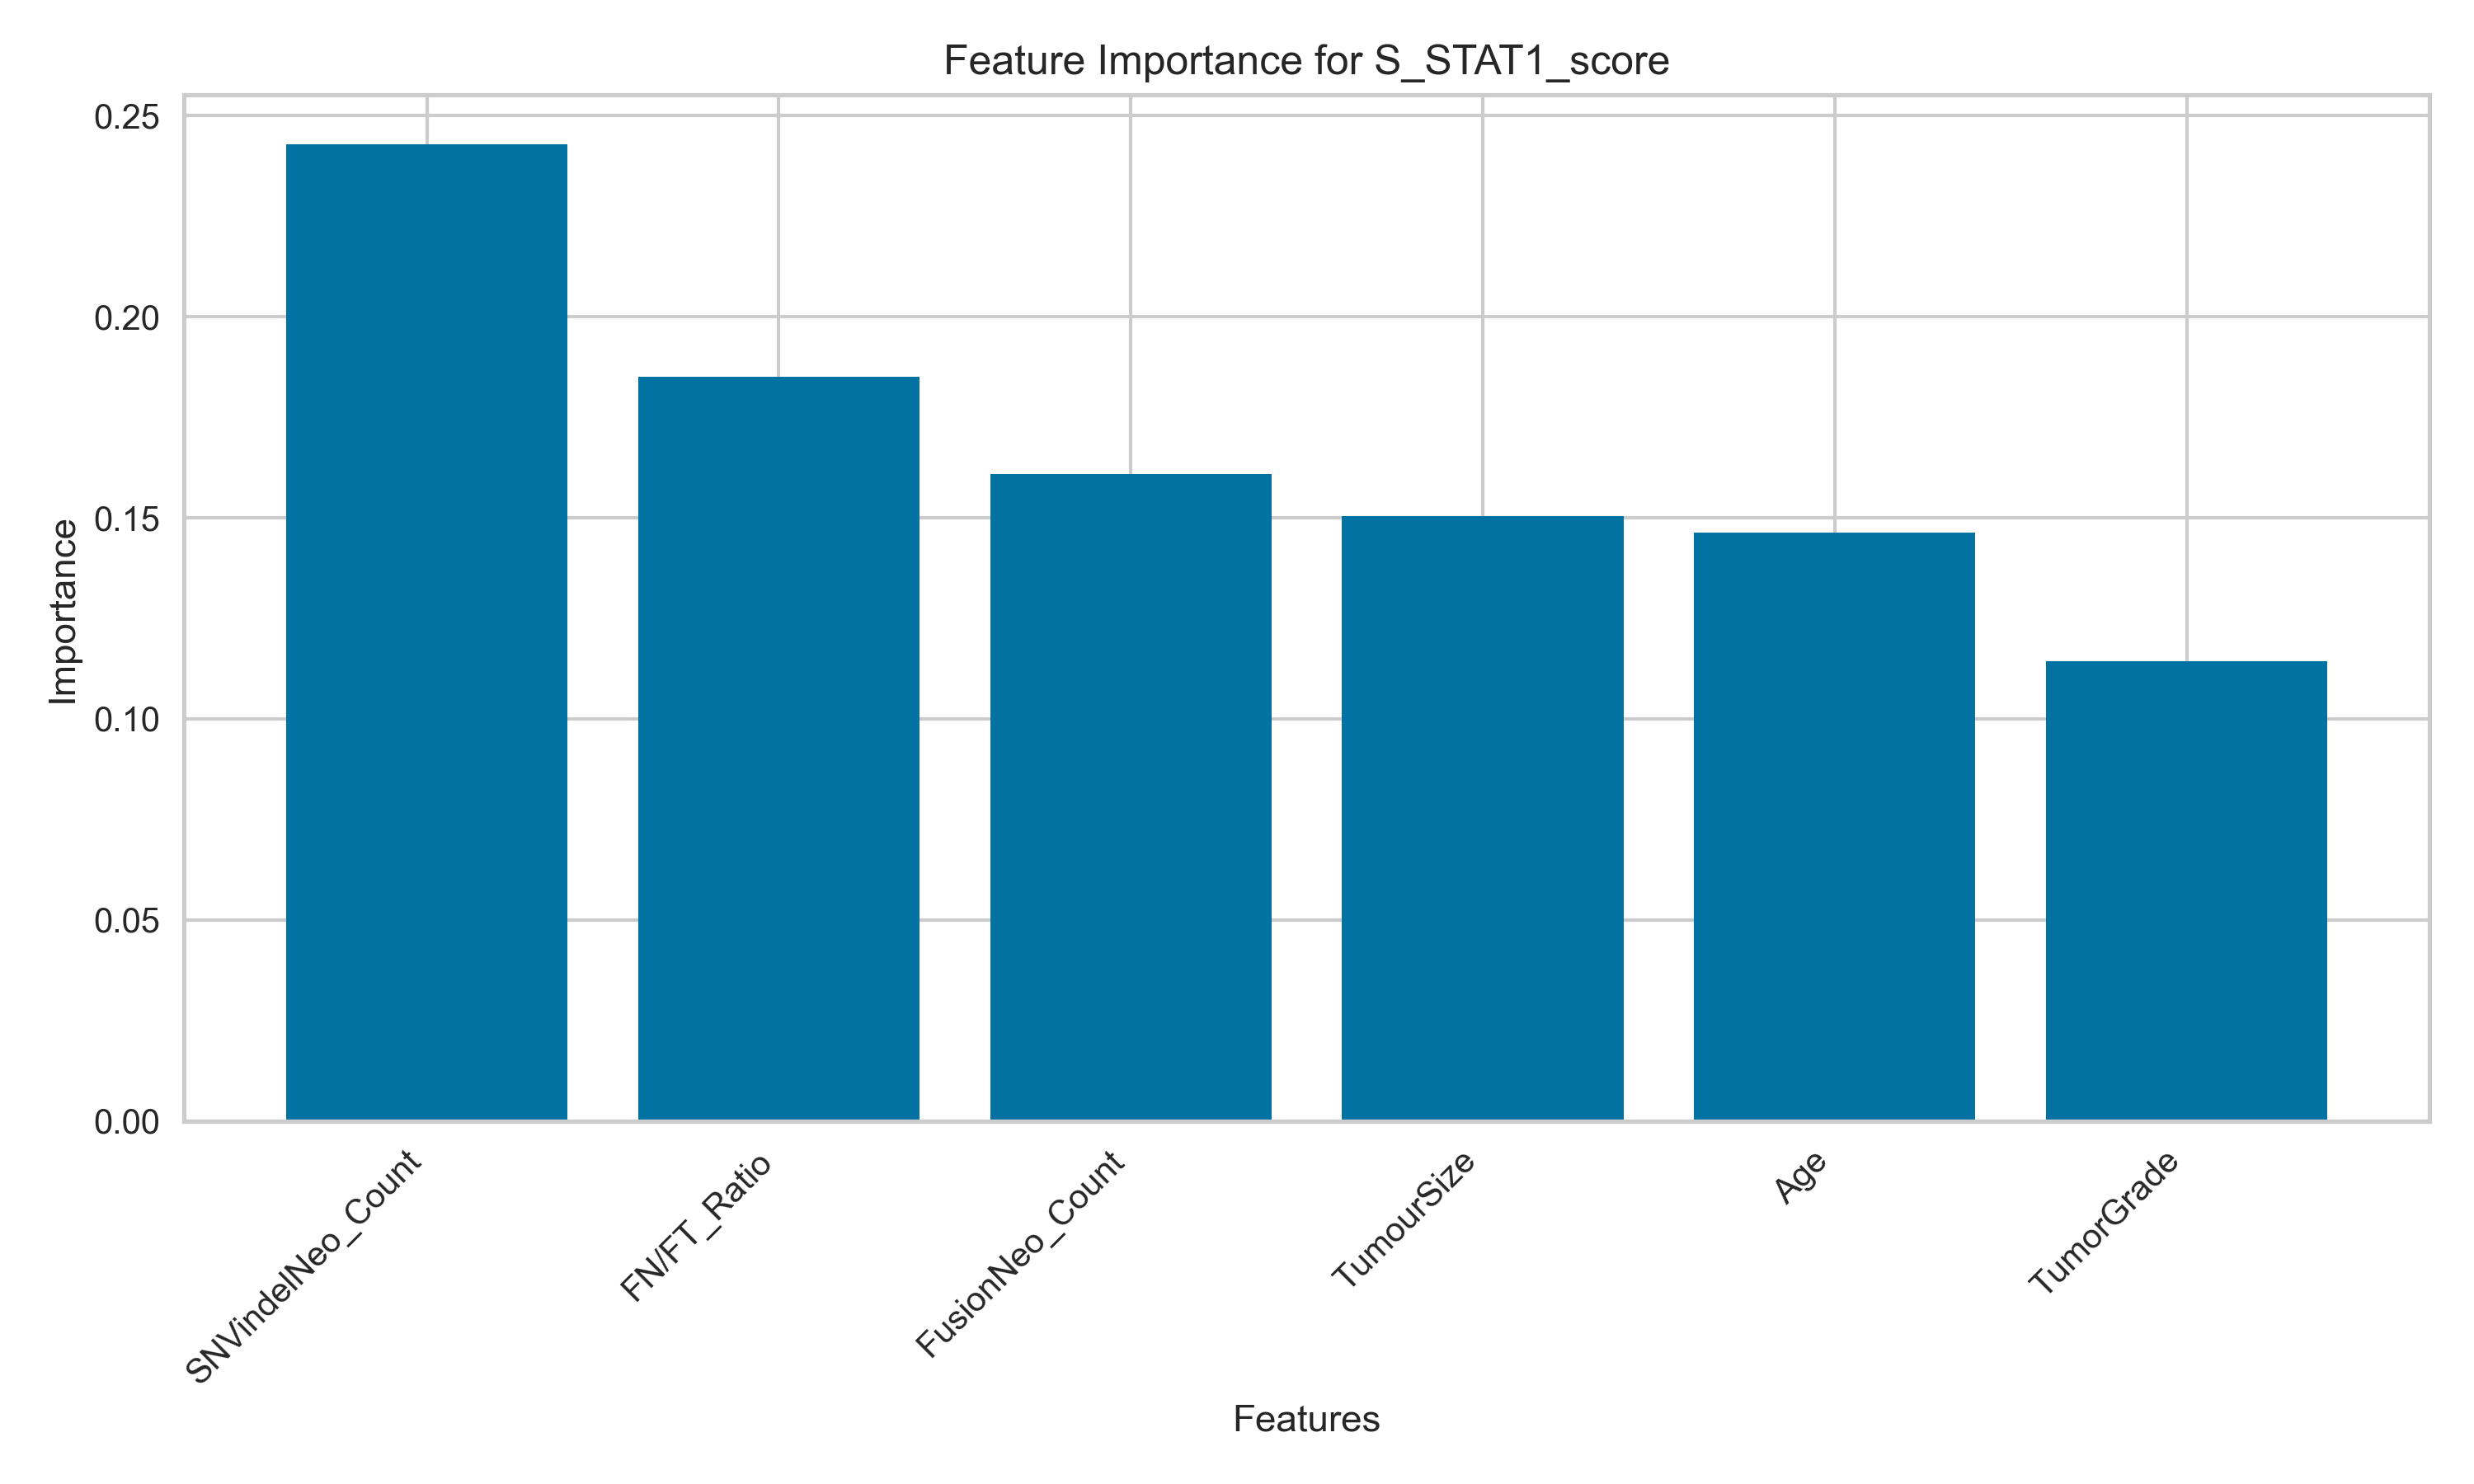 Feature Importance for S_STAT1_score
Importance
0.25
0.20
0.15
0.10
0.05
0.00
SNVindelNeo_Count
FN/FT_Ratio
FusionNeo_Count
TumourSize
Age
TumorGrade
Features